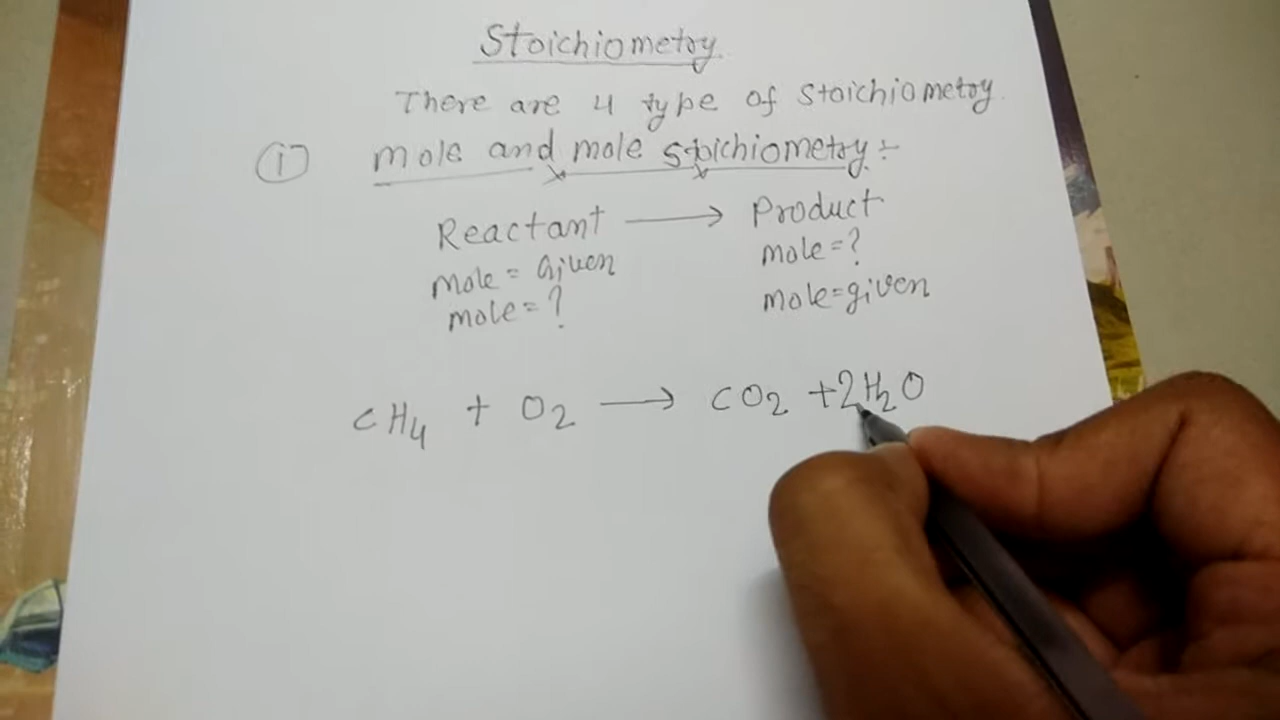 Stoichiometry
There are 4 type of stoichiometry
① mole and mole stoichiometry :-
Reactant ⟶ Product
mole = Given mole = ?
mole = ? mole = given
CH4 + O2 ⟶ CO2 + 2H2O